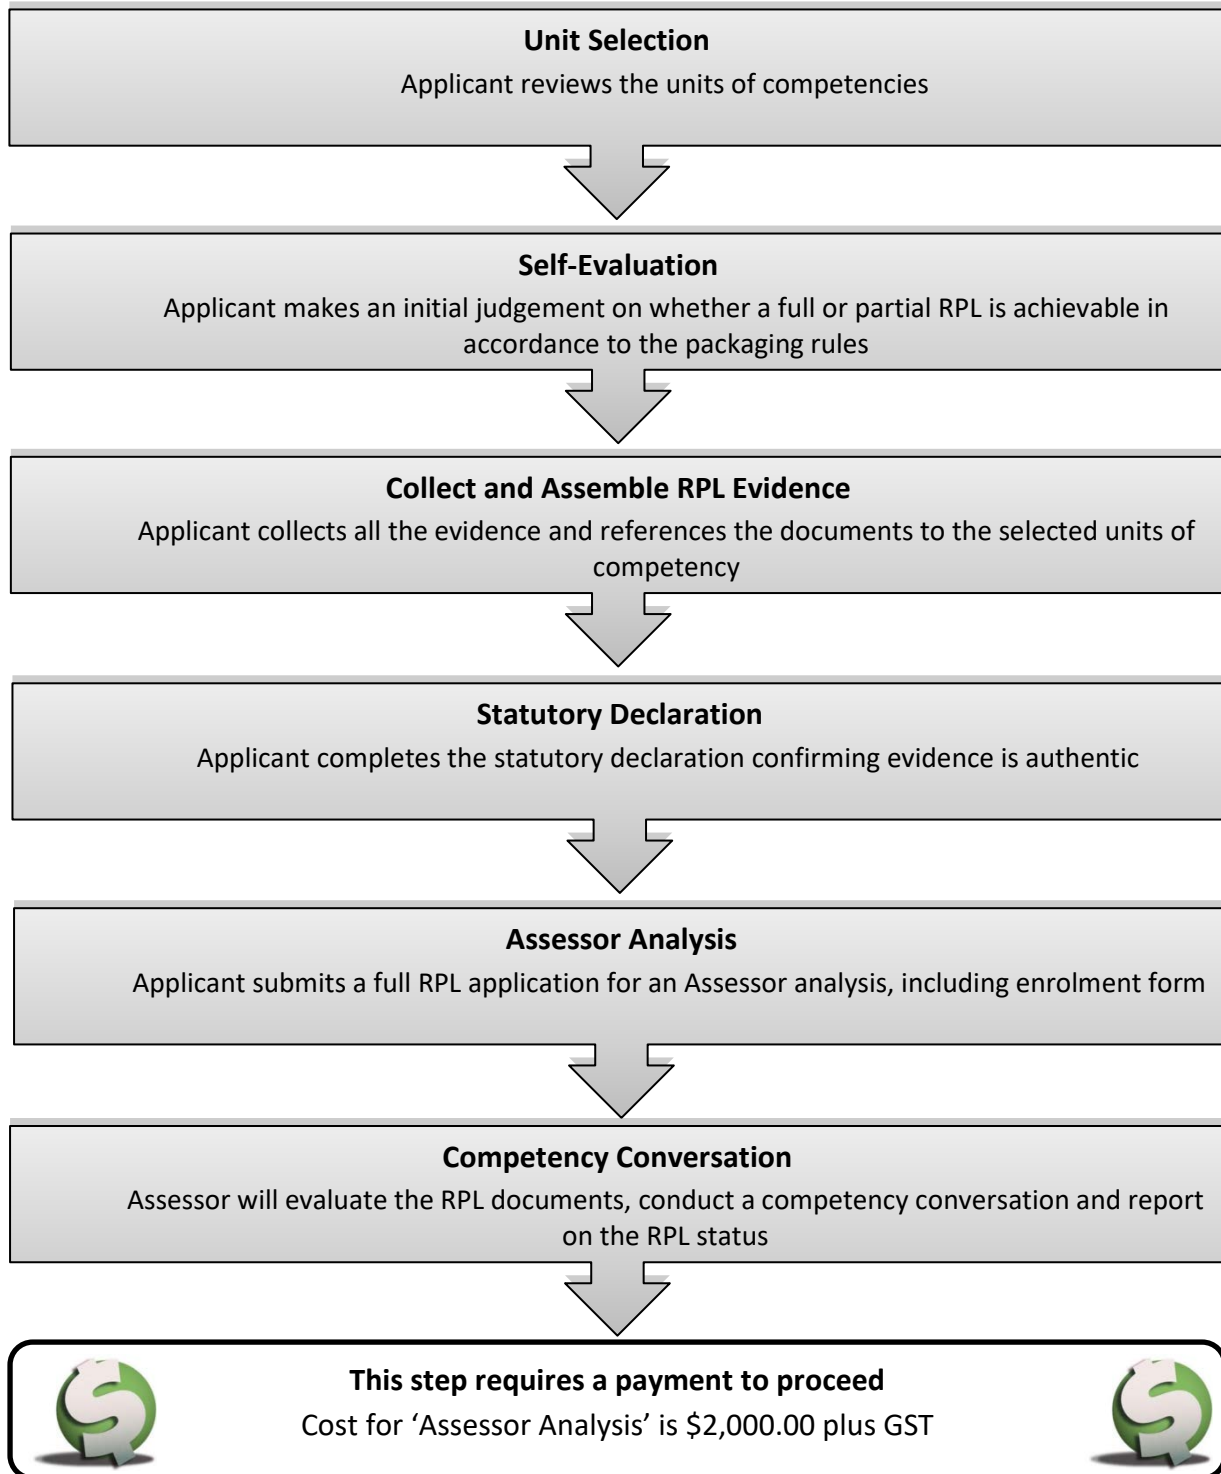 Unit Selection
Applicant reviews the units of competencies
Self-Evaluation
Applicant makes an initial judgement on whether a full or partial RPL is achievable in
accordance to the packaging rules
Collect and Assemble RPL Evidence
Applicant collects all the evidence and references the documents to the selected units of
competency
Statutory Declaration
Applicant completes the statutory declaration confirming evidence is authentic
Assessor Analysis
Applicant submits a full RPL application for an Assessor analysis, including enrolment form
Competency Conversation
Assessor will evaluate the RPL documents, conduct a competency conversation and report
on the RPL status
This step requires a payment to proceed
Cost for ‘Assessor Analysis’ is $2,000.00 plus GST